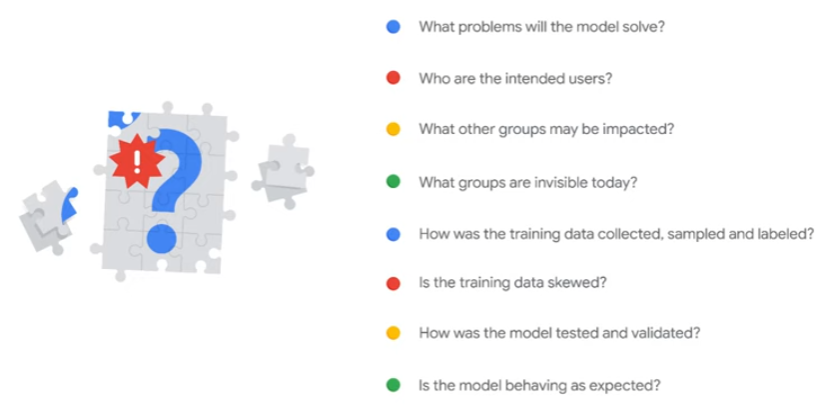 What problems will the model solve?
Who are the intended users?
What other groups may be impacted?
What groups are invisible today?
How was the training data collected, sampled and labeled?
Is the training data skewed?
How was the model tested and validated?
Is the model behaving as expected?